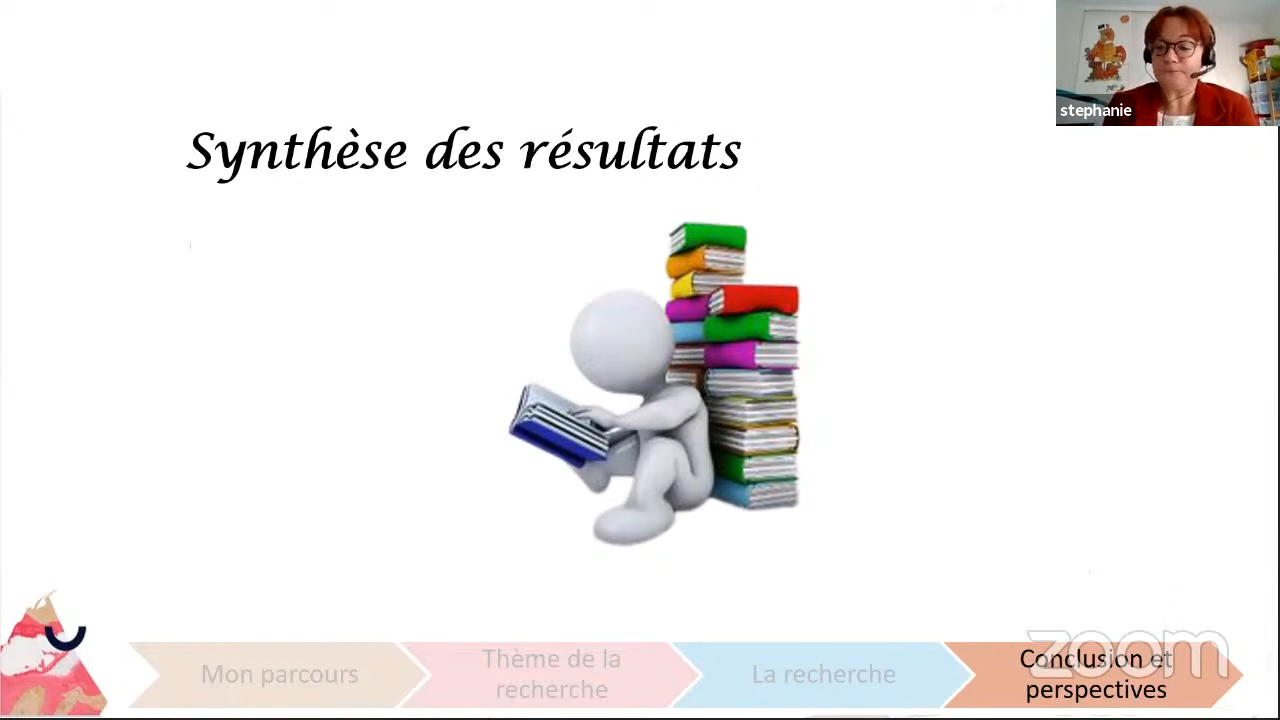 stephanie
Synthèse des résultats
Mon parcours
Thème de la
recherche
La recherche
Conclusion et
perspectives
zoom